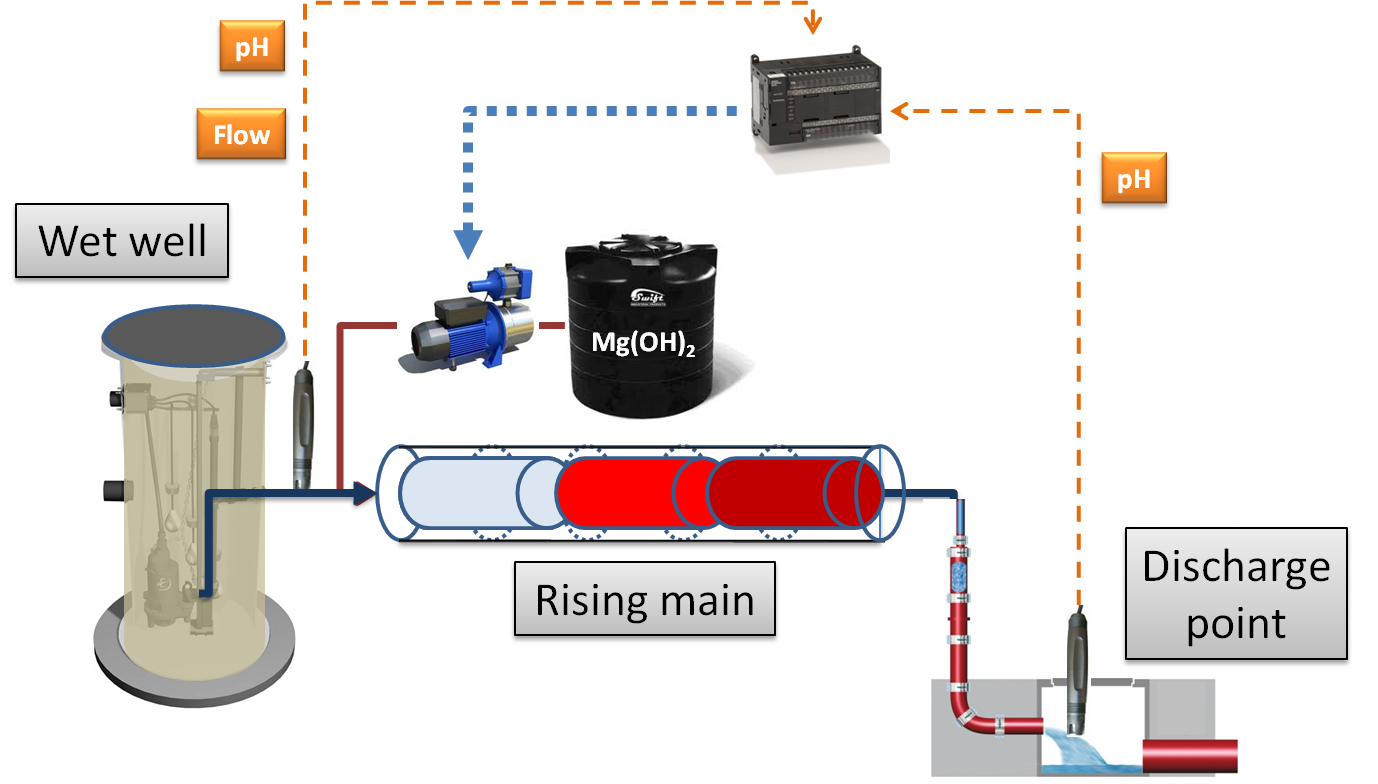 pH
Flow
pH
Wet well
Swift
Mg(OH)₂
Rising main
Discharge
point